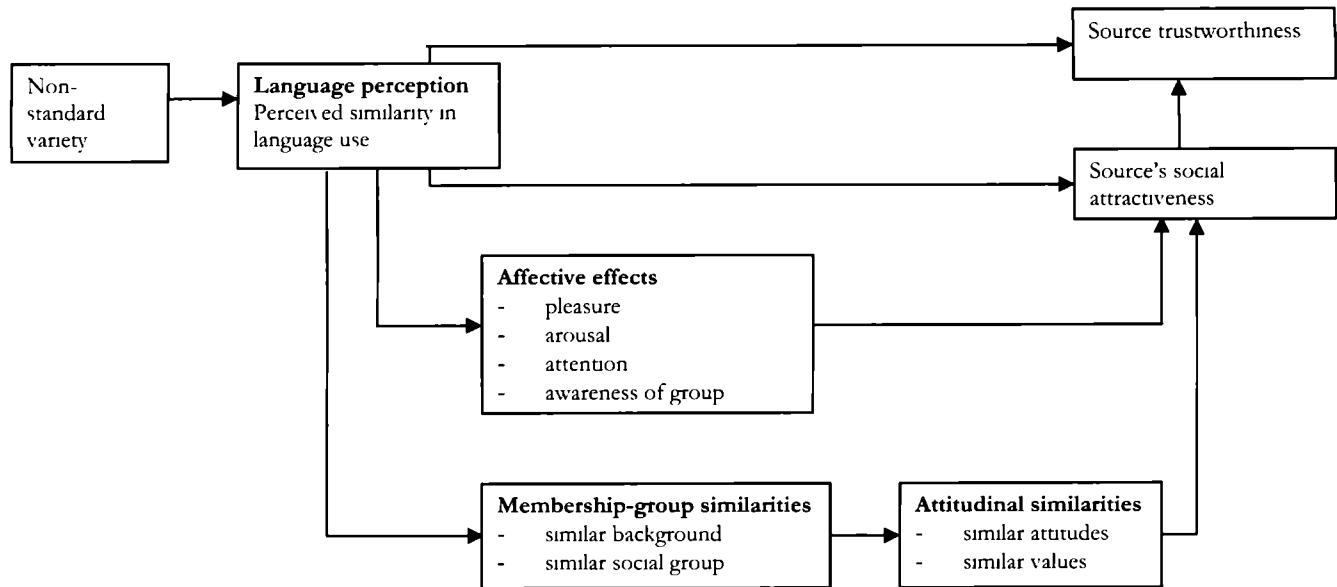 Non-
standard
variety
Language perception
Perceived similarity in
language use
Source trustworthiness
Source's social
attractiveness
Affective effects
- pleasure
- arousal
- attention
- awareness of group
Membership-group similarities
- similar background
- similar social group
Attitudinal similarities
- similar attitudes
- similar values